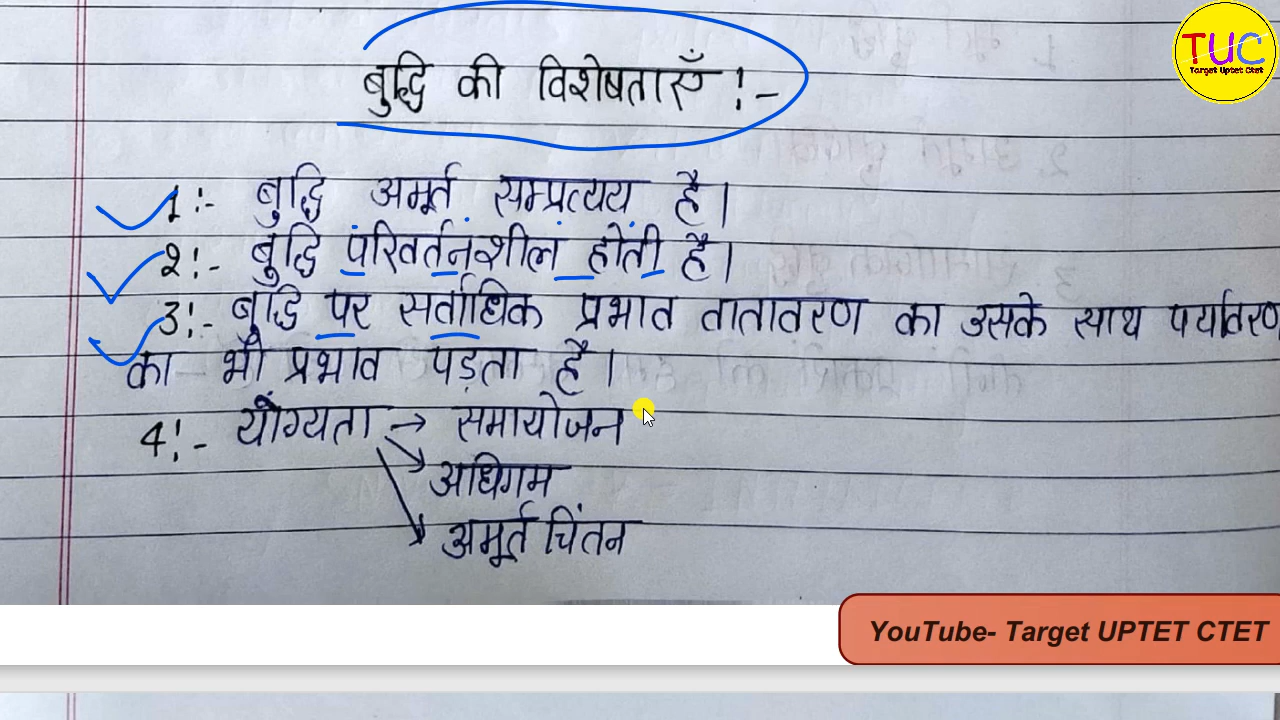 TUC
Target Uptet Ctet
बुद्धि की विशेषताएँ !-
1!- बुद्धि अमूर्त सम्प्रत्यय है।
2!- बुद्धि परिवर्तनशील होती है।
3!- बुद्धि पर सर्वाधिक प्रभाव वातावरण का उसके साथ पर्यावरण
का भी प्रभाव पड़ता है।
4!- योग्यता → समायोजन
अधिगम
अमूर्त चिंतन
YouTube- Target UPTET CTET